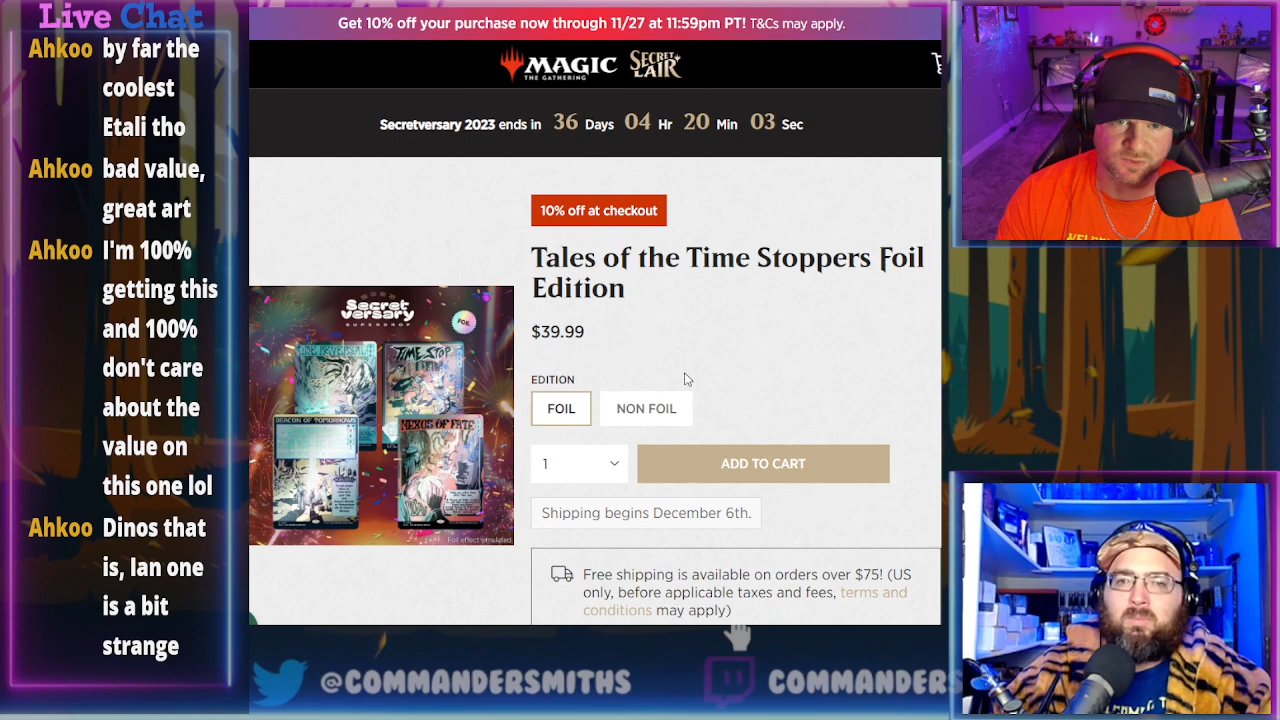 Live Chat
Ahkoo by far the
coolest
Etali tho
Ahkoo bad value,
great art
Ahkoo I'm 100%
getting this
and 100%
don't care
about the
value on
this one lol
Ahkoo Dinos that
is, Ian one
is a bit
strange
Get 10% off your purchase now through 11/27 at 11:59pm PT! T&Cs may apply.
MAGIC
THE GATHERING
SECRET LAIR
Secretversary 2023 ends in 36 Days 04 Hr 20 Min 03 Sec
10% off at checkout
Tales of the Time Stoppers Foil
Edition
$39.99
EDITION
FOIL
NON FOIL
1
ADD TO CART
Shipping begins December 6th.
Free shipping is available on orders over $75! (US
only, before applicable taxes and fees, terms and
conditions may apply)
Secret
versary
SUPERDROP
FOIL
TIME STOP
BEACON OF TOMORROWS
NEXUS OF FATE
Foil effect simulated.
@COMMANDERSMITHS
COMMANDERS